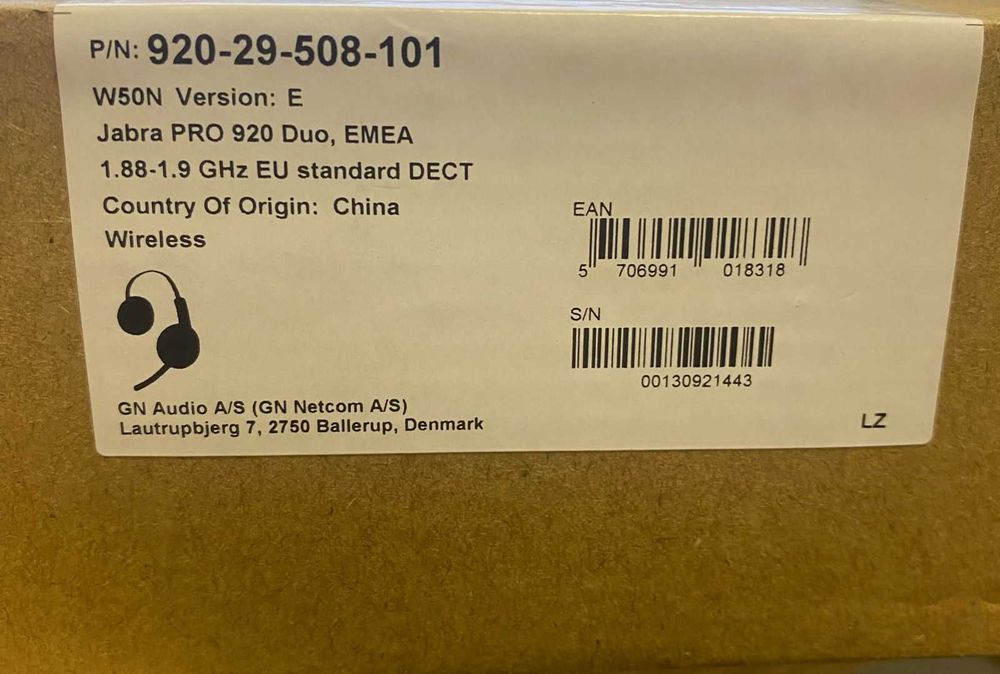 P/N: 920-29-508-101
W50N Version: E
Jabra PRO 920 Duo, EMEA
1.88-1.9 GHz EU standard DECT
Country Of Origin: China
Wireless
EAN
5 706991 018318
S/N
00130921443
GN Audio A/S (GN Netcom A/S)
Lautrupbjerg 7, 2750 Ballerup, Denmark
LZ